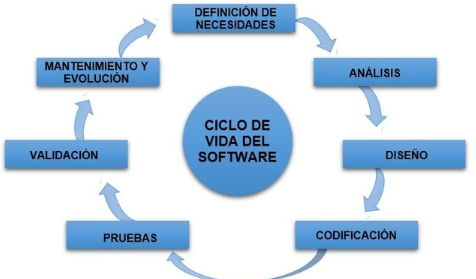 DEFINICIÓN DE
NECESIDADES
ANÁLISIS
DISEÑO
CODIFICACIÓN
PRUEBAS
VALIDACIÓN
MANTENIMIENTO Y
EVOLUCIÓN
CICLO DE
VIDA DEL
SOFTWARE